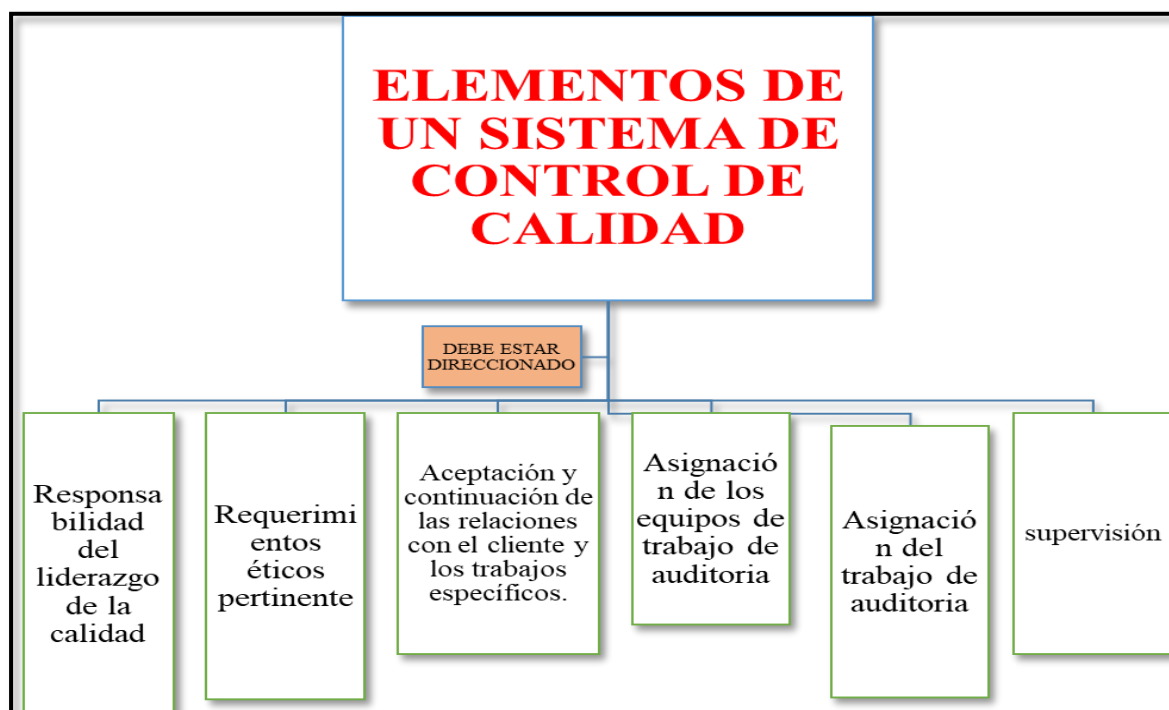 ELEMENTOS DE
UN SISTEMA DE
CONTROL DE
CALIDAD
DEBE ESTAR
DIRECCIONADO
Responsa
bilidad
del
liderazgo
de la
calidad
Requerimi
entos
éticos
pertinente
Aceptación y
continuación de
las relaciones
con el cliente y
los trabajos
específicos.
Asignació
n de los
equipos de
trabajo de
auditoria
Asignació
n del
trabajo de
auditoria
supervisión